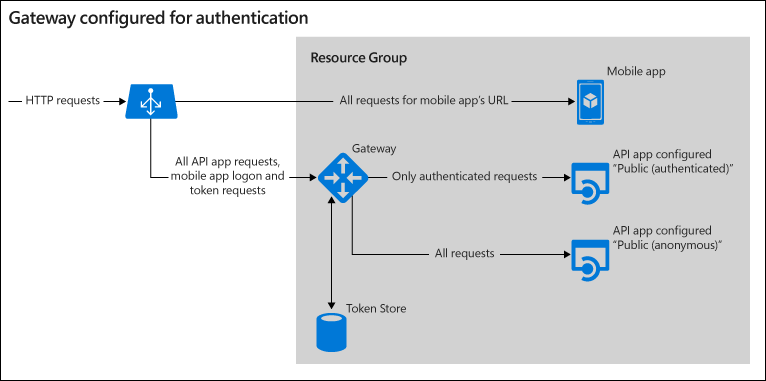 Gateway configured for authentication
Resource Group
Mobile app
HTTP requests
All requests for mobile app's URL
Gateway
All API app requests,
mobile app logon and
token requests
Only authenticated requests
API app configured
“Public (authenticated)”
API app configured
“Public (anonymous)”
All requests
Token Store